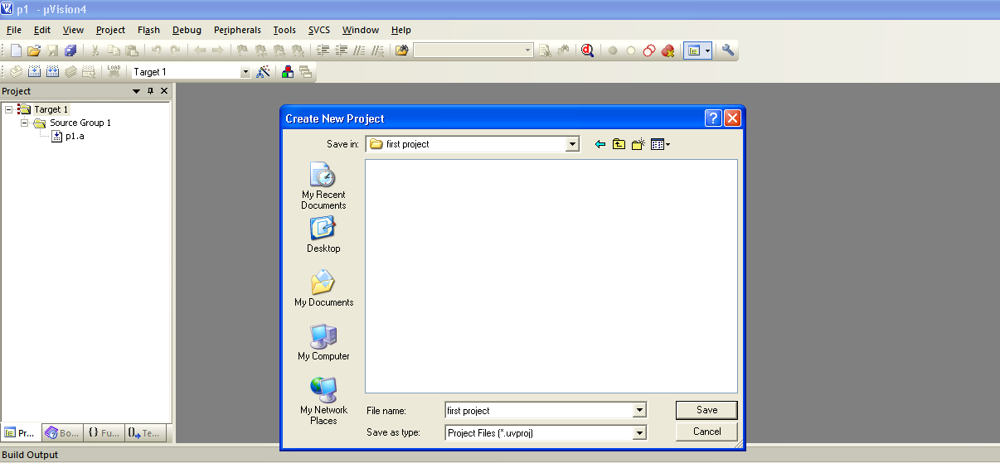 p1 - µVision4
File Edit View Project Flash Debug Peripherals Tools SVCS Window Help
LOAD
Target 1
Project
Target 1
Source Group 1
p1.a
Create New Project
Save in: first project
My Recent
Documents
Desktop
My Documents
My Computer
My Network
Places
File name: first project
Save
Save as type: Project Files (*.uvproj)
Cancel
Pr... Bo... {} Fu... 0 Te...
Build Output